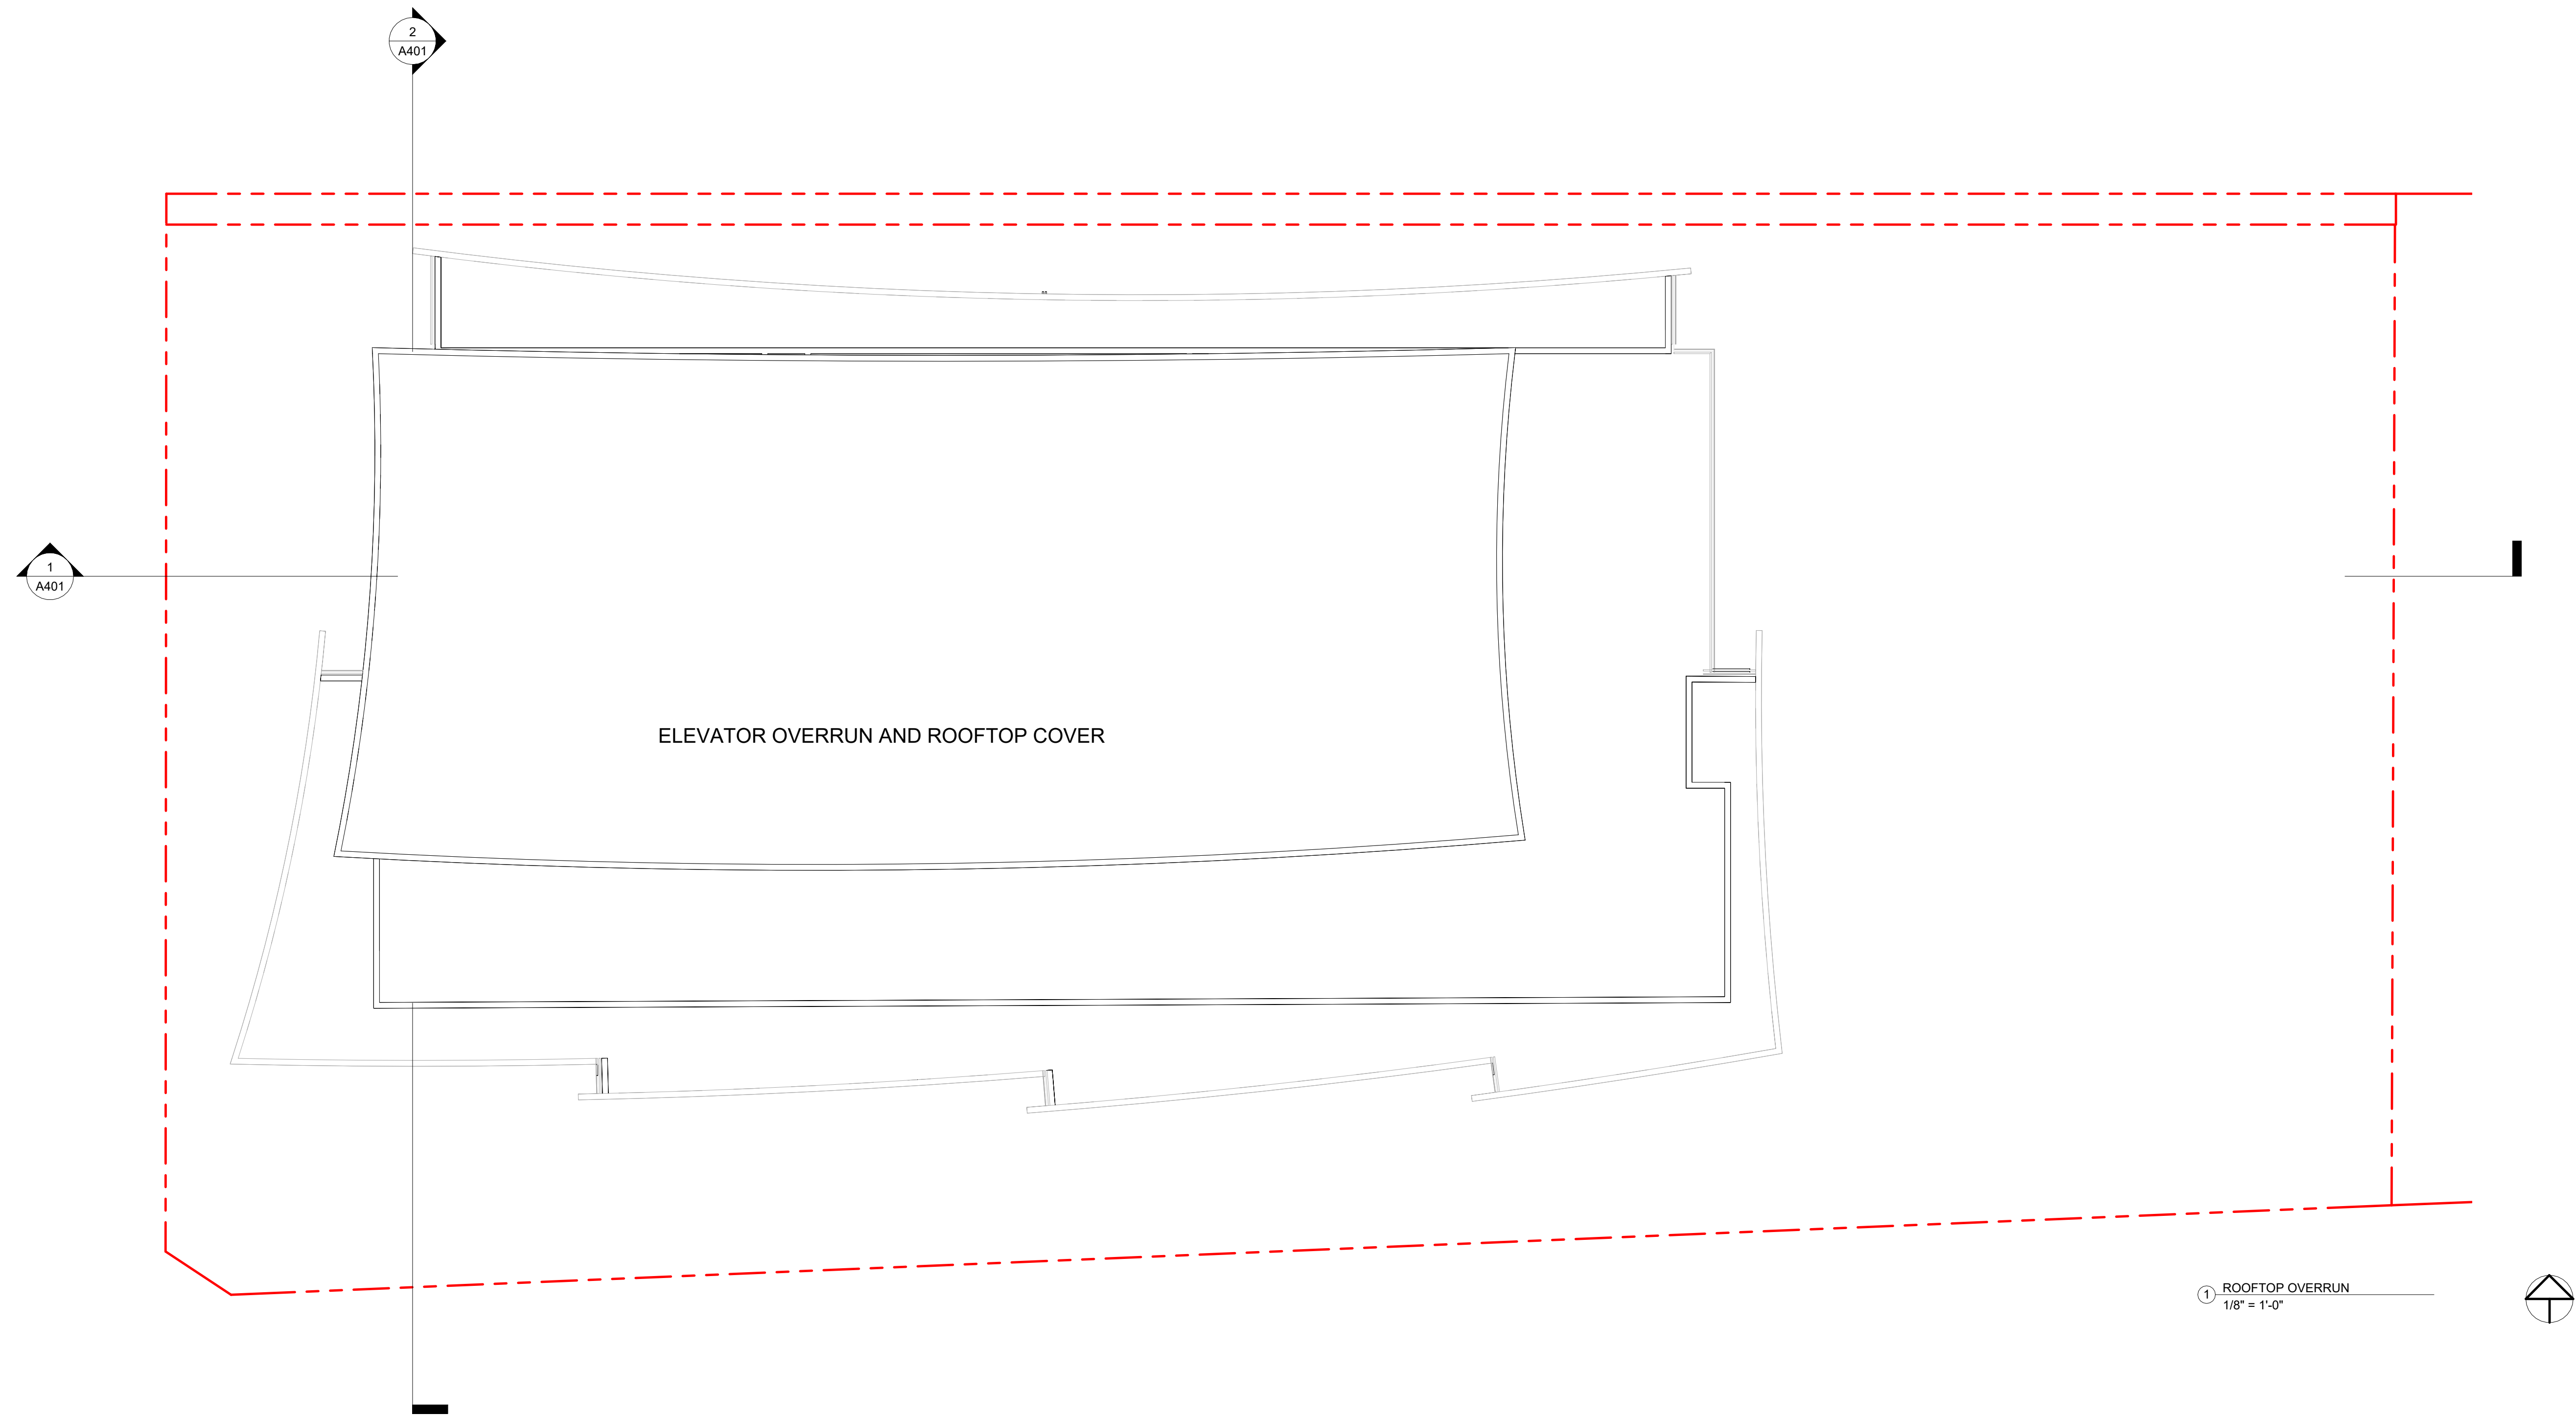 2
A401
1
A401
ELEVATOR OVERRUN AND ROOFTOP COVER
1 ROOFTOP OVERRUN
1/8" = 1'-0"